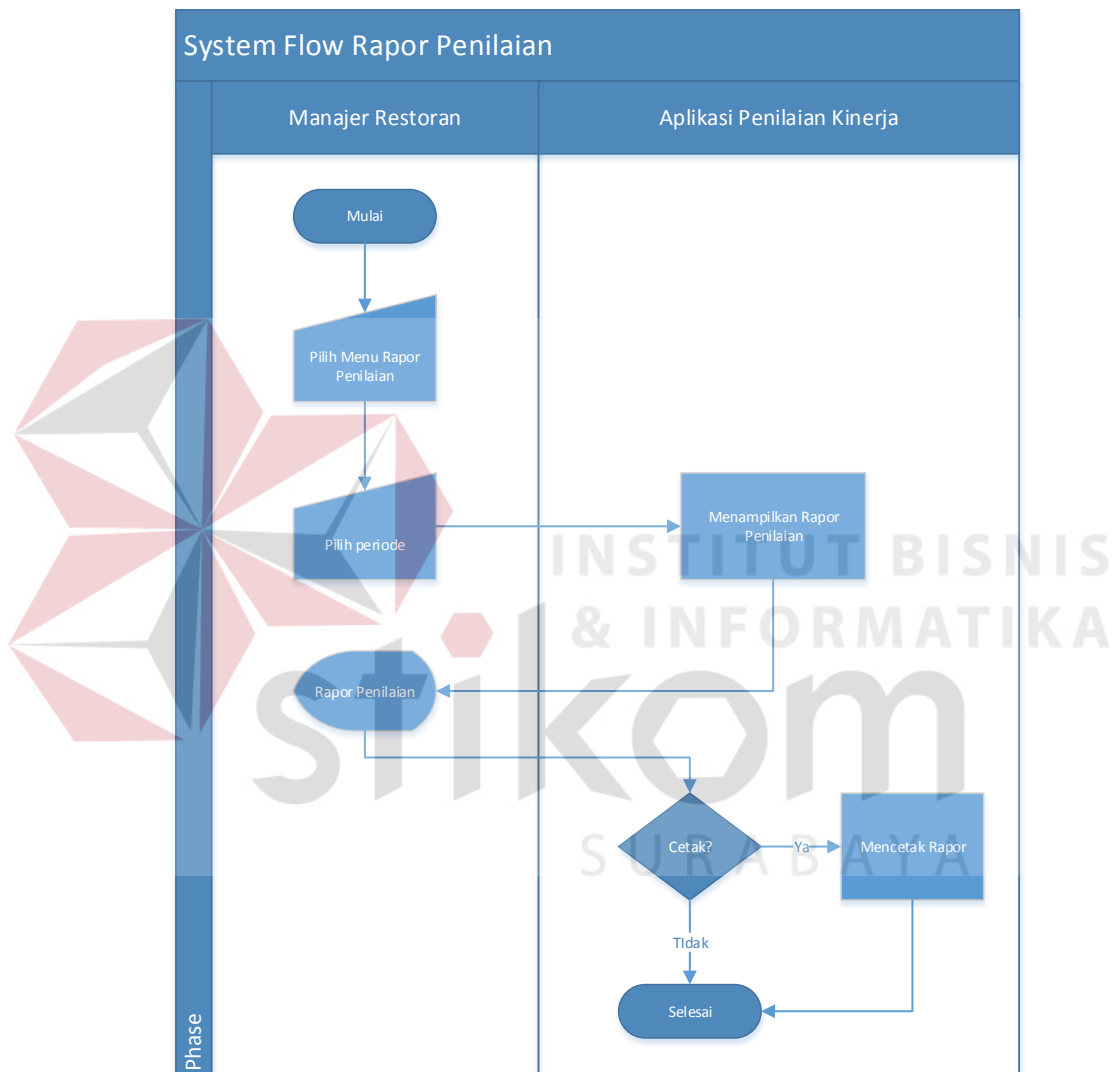 System Flow Rapor Penilaian
Manajer Restoran
Aplikasi Penilaian Kinerja
Mulai
Pilih Menu Rapor
Penilaian
Pilih periode
Menampilkan Rapor
Penilaian
Rapor Penilaian
Cetak?
Ya
Mencetak Rapor
TIdak
Selesai
Phase
INSTITUT BISNIS
& INFORMATIKA
stikom
SURABAYA